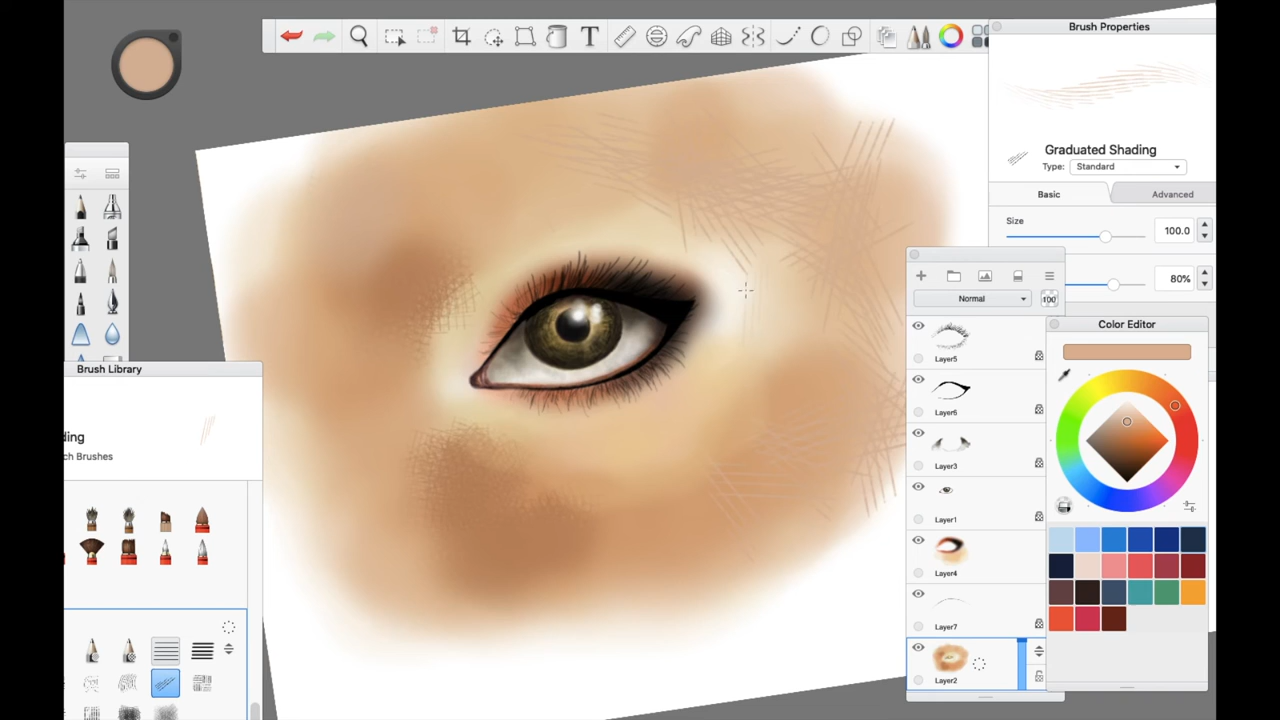 T
Brush Properties
Graduated Shading
Type: Standard
Basic
Advanced
Size
100.0
80%
Normal
100
Color Editor
Layer5
Layer6
Layer3
Layer1
Layer4
Layer7
Layer2
Brush Library
ding
ch Brushes